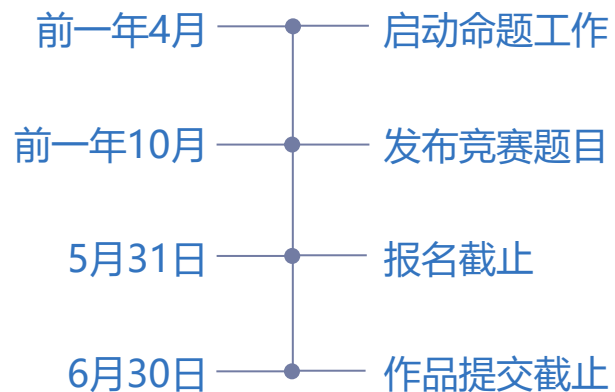 前一年4月 启动命题工作
前一年10月 发布竞赛题目
5月31日 报名截止
6月30日 作品提交截止